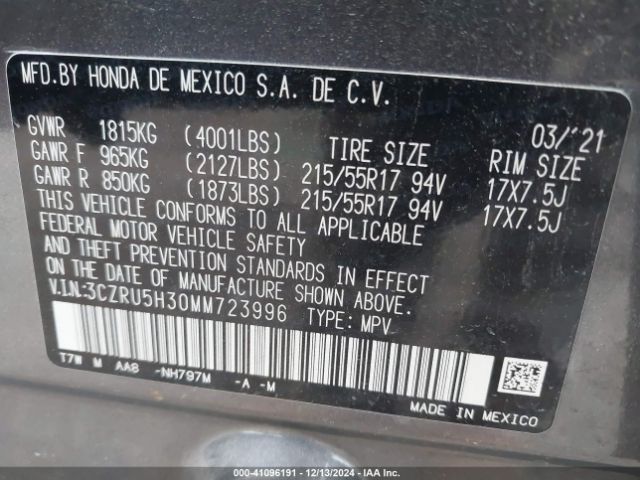 MFD.BY HONDA DE MEXICO S.A. DE C.V.
03/'21
GVWR 1815KG (4001LBS) TIRE SIZE RIM SIZE
GAWR F 965KG (2127LBS) 215/55R17 94V 17X7.5J
GAWR R 850KG (1873LBS) 215/55R17 94V 17X7.5J
THIS VEHICLE CONFORMS TO ALL APPLICABLE
FEDERAL MOTOR VEHICLE SAFETY
AND THEFT PREVENTION STANDARDS IN EFFECT
ON THE DATE OF MANUFACTURE SHOWN ABOVE.
V.I.N:3CZRU5H30MM723996 TYPE: MPV
T7W M AA8 -NH797M -A -M
MADE IN MEXICO
000-41096191 - 12/13/2024 - IAA Inc.